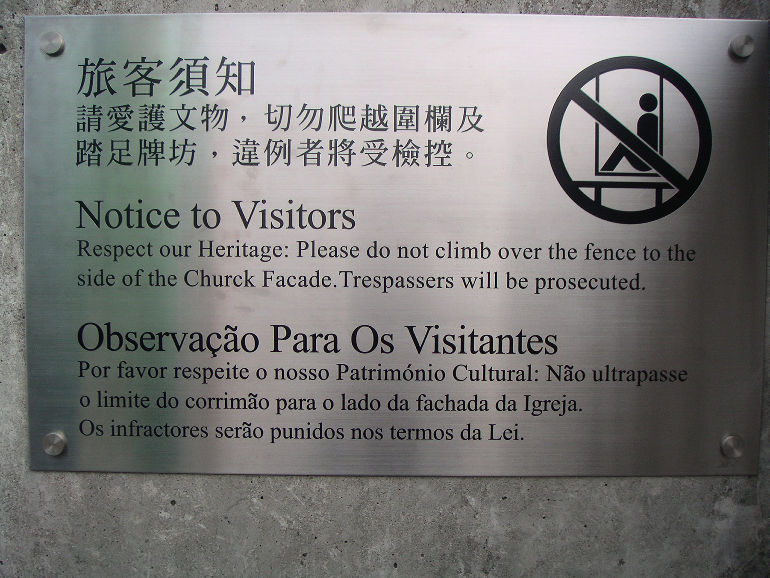 旅客須知
請愛護文物，切勿爬越圍欄及
踏足牌坊，違例者將受檢控。
Notice to Visitors
Respect our Heritage: Please do not climb over the fence to the
side of the Churck Facade.Trespassers will be prosecuted.
Observação Para Os Visitantes
Por favor respeite o nosso Património Cultural: Não ultrapasse
o limite do corrimão para o lado da fachada da Igreja.
Os infractores serão punidos nos termos da Lei.